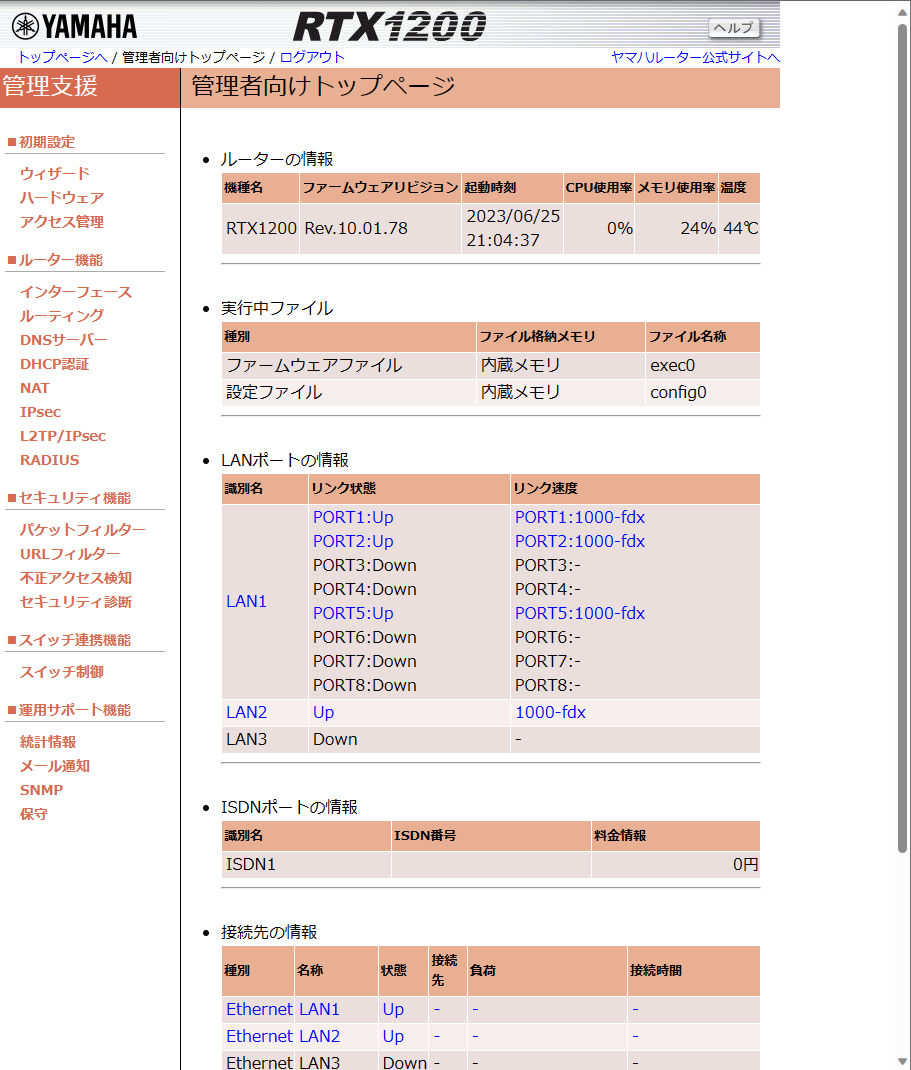 YAMAHA RTX1200 ヘルプ
トップページへ / 管理者向けトップページ / ログアウト ヤマハルーター公式サイトへ
管理支援
■初期設定
ウィザード
ハードウェア
アクセス管理
■ルーター機能
インターフェース
ルーティング
DNSサーバー
DHCP認証
NAT
IPsec
L2TP/IPsec
RADIUS
■セキュリティ機能
パケットフィルター
URLフィルター
不正アクセス検知
セキュリティ診断
■スイッチ連携機能
スイッチ制御
■運用サポート機能
統計情報
メール通知
SNMP
保守
管理者向けトップページ
• ルーターの情報
機種名 ファームウェアリビジョン 起動時刻 CPU使用率 メモリ使用率 温度
RTX1200 Rev.10.01.78 2023/06/25 21:04:37 0% 24% 44℃
• 実行中ファイル
種別 ファイル格納メモリ ファイル名称
ファームウェアファイル 内蔵メモリ exec0
設定ファイル 内蔵メモリ config0
• LANポートの情報
識別名 リンク状態 リンク速度
PORT1:Up PORT1:1000-fdx
PORT2:Up PORT2:1000-fdx
PORT3:Down PORT3:-
PORT4:Down PORT4:-
LAN1 PORT5:Up PORT5:1000-fdx
PORT6:Down PORT6:-
PORT7:Down PORT7:-
PORT8:Down PORT8:-
LAN2 Up 1000-fdx
LAN3 Down -
• ISDNポートの情報
識別名 ISDN番号 料金情報
ISDN1 0円
• 接続先の情報
種別 名称 状態 接続先 負荷 接続時間
Ethernet LAN1 Up - - -
Ethernet LAN2 Up - - -
Ethernet LAN3 Down - - -